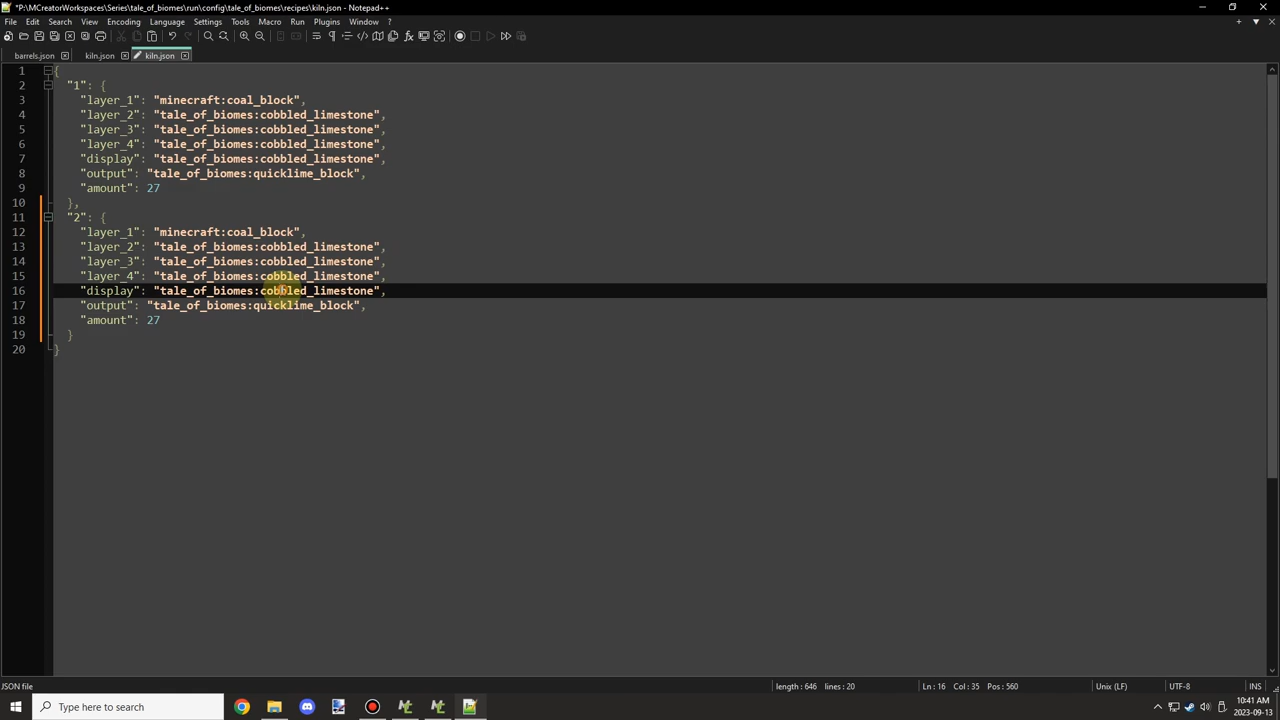 *P:\MCreatorWorkspaces\Series\tale_of_biomes\run\config\tale_of_biomes\recipes\kiln.json - Notepad++
File Edit Search View Encoding Language Settings Tools Macro Run Plugins Window ?
barrels.json kiln.json kiln.json
1 {
2 "1": {
3 "layer_1": "minecraft:coal_block",
4 "layer_2": "tale_of_biomes:cobbled_limestone",
5 "layer_3": "tale_of_biomes:cobbled_limestone",
6 "layer_4": "tale_of_biomes:cobbled_limestone",
7 "display": "tale_of_biomes:cobbled_limestone",
8 "output": "tale_of_biomes:quicklime_block",
9 "amount": 27
10 },
11 "2": {
12 "layer_1": "minecraft:coal_block",
13 "layer_2": "tale_of_biomes:cobbled_limestone",
14 "layer_3": "tale_of_biomes:cobbled_limestone",
15 "layer_4": "tale_of_biomes:cobbled_limestone",
16 "display": "tale_of_biomes:cobbled_limestone",
17 "output": "tale_of_biomes:quicklime_block",
18 "amount": 27
19 }
20 }
JSON file length : 646 lines : 20 Ln : 16 Col : 35 Pos : 560 Unix (LF) UTF-8 INS
Type here to search
10:41 AM
2023-09-13